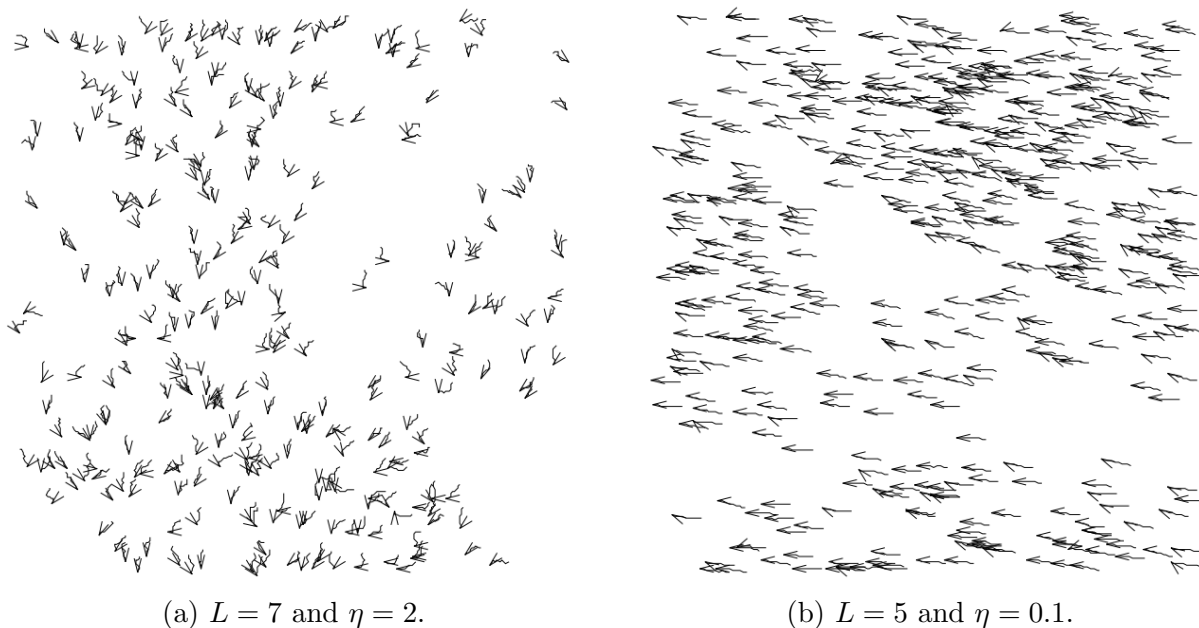 (a) L = 7 and η = 2.
(b) L = 5 and η = 0.1.